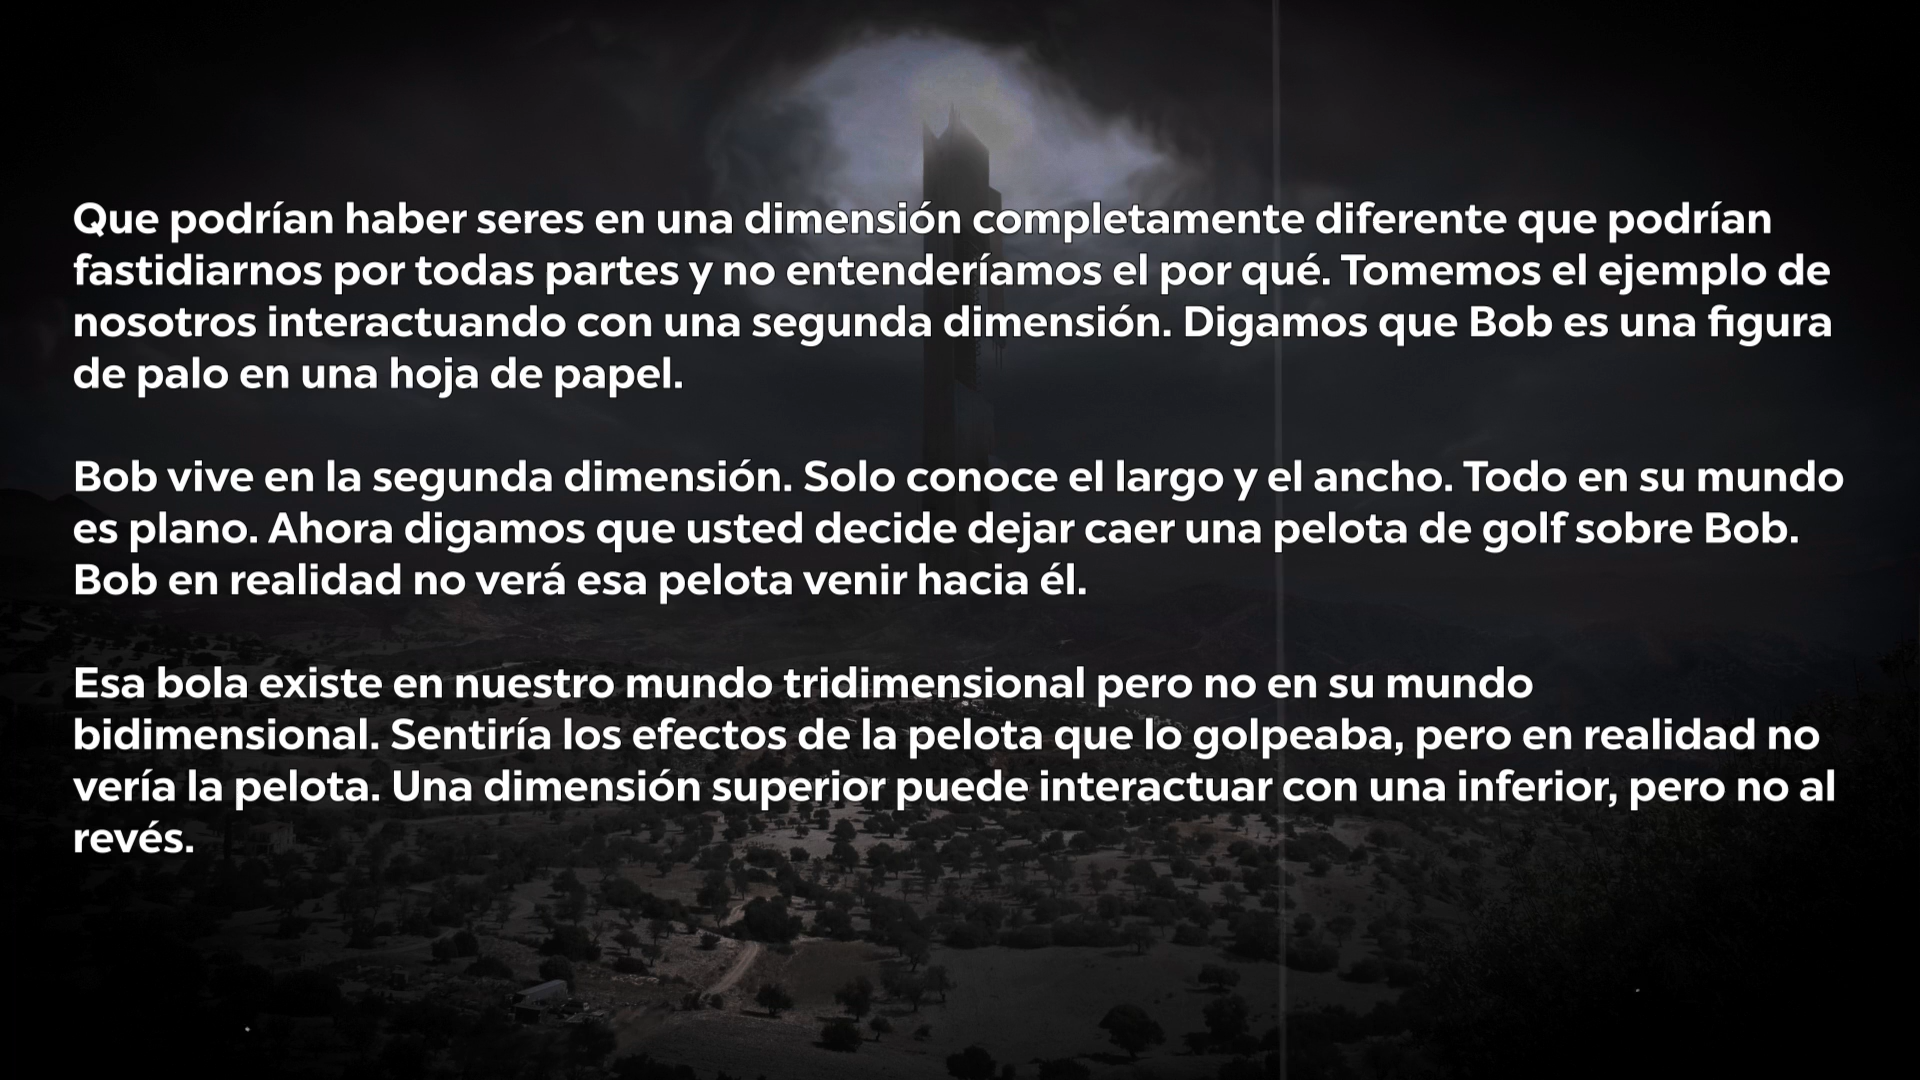 Que podrían haber seres en una dimensión completamente diferente que podrían
fastidiarnos por todas partes y no entenderíamos el por qué. Tomemos el ejemplo de
nosotros interactuando con una segunda dimensión. Digamos que Bob es una figura
de palo en una hoja de papel.
Bob vive en la segunda dimensión. Solo conoce el largo y el ancho. Todo en su mundo
es plano. Ahora digamos que usted decide dejar caer una pelota de golf sobre Bob.
Bob en realidad no verá esa pelota venir hacia él.
Esa bola existe en nuestro mundo tridimensional pero no en su mundo
bidimensional. Sentiría los efectos de la pelota que lo golpeaba, pero en realidad no
vería la pelota. Una dimensión superior puede interactuar con una inferior, pero no al
revés.